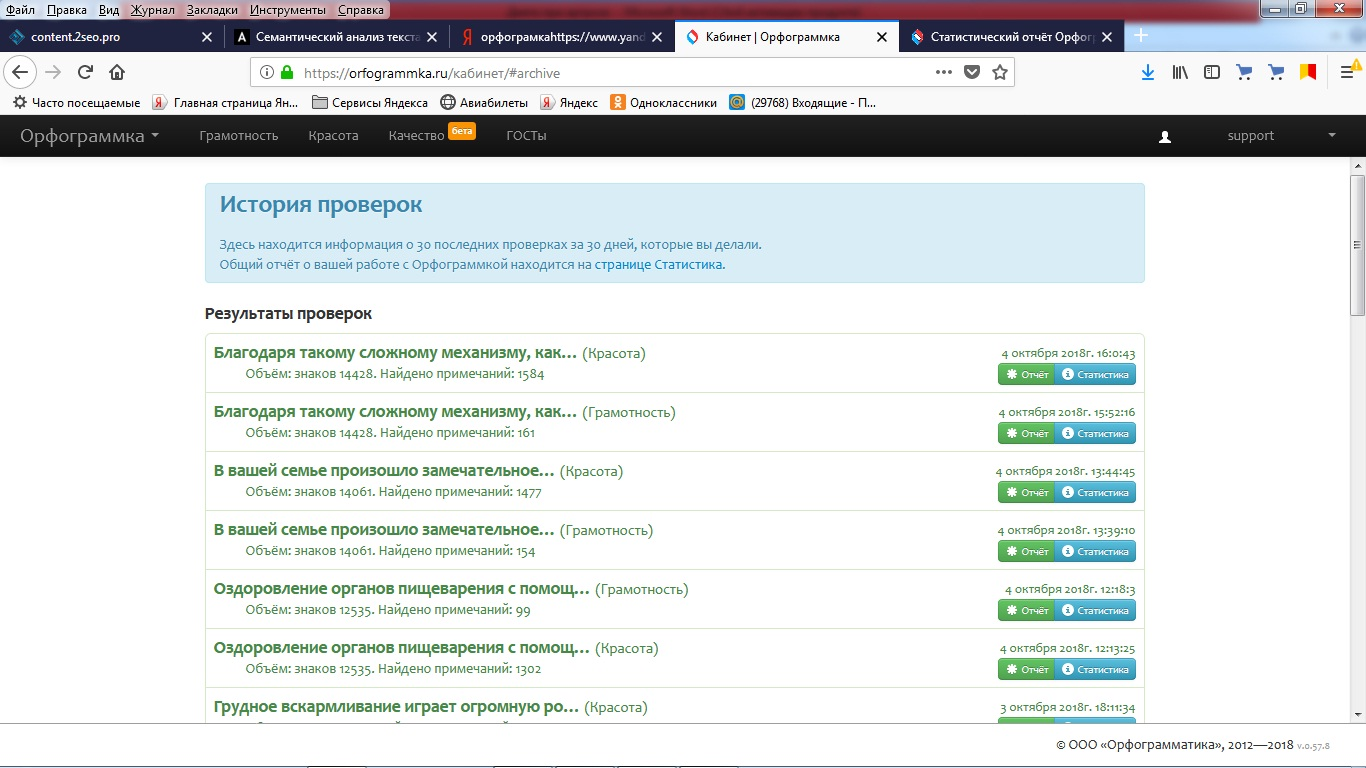 Файл Правка Вид Журнал Закладки Инструменты Справка
content.2seo.pro
Семантический анализ текста
орфограмкаhttps://www.yand
Кабинет | Орфограммка
Статистический отчёт Орфог
https://orfogrammka.ru/кабинет/#archive
Часто посещаемые Главная страница Ян... Сервисы Яндекса Авиабилеты Яндекс Одноклассники (29768) Входящие - П...
Орфограммка Грамотность Красота Качество бета ГОСТы support
История проверок
Здесь находится информация о 30 последних проверках за 30 дней, которые вы делали.
Общий отчёт о вашей работе с Орфограммкой находится на странице Статистика.
Результаты проверок
Благодаря такому сложному механизму, как... (Красота) 4 октября 2018г. 16:0:43
Объём: знаков 14428. Найдено примечаний: 1584 Отчёт Статистика
Благодаря такому сложному механизму, как... (Грамотность) 4 октября 2018г. 15:52:16
Объём: знаков 14428. Найдено примечаний: 161 Отчёт Статистика
В вашей семье произошло замечательное... (Красота) 4 октября 2018г. 13:44:45
Объём: знаков 14061. Найдено примечаний: 1477 Отчёт Статистика
В вашей семье произошло замечательное... (Грамотность) 4 октября 2018г. 13:39:10
Объём: знаков 14061. Найдено примечаний: 154 Отчёт Статистика
Оздоровление органов пищеварения с помощ... (Грамотность) 4 октября 2018г. 12:18:3
Объём: знаков 12535. Найдено примечаний: 99 Отчёт Статистика
Оздоровление органов пищеварения с помощ... (Красота) 4 октября 2018г. 12:13:25
Объём: знаков 12535. Найдено примечаний: 1302 Отчёт Статистика
Грудное вскармливание играет огромную ро... (Красота) 3 октября 2018г. 18:11:34
© ООО «Орфограмматика», 2012—2018 v.0.57.8